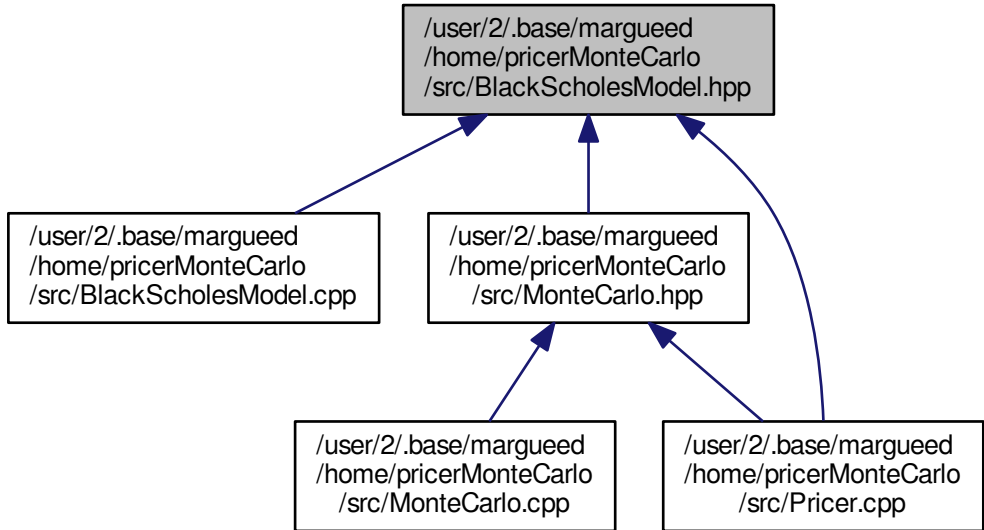 /user/2/.base/margueed
/home/pricerMonteCarlo
/src/BlackScholesModel.hpp
/user/2/.base/margueed
/home/pricerMonteCarlo
/src/BlackScholesModel.cpp
/user/2/.base/margueed
/home/pricerMonteCarlo
/src/MonteCarlo.hpp
/user/2/.base/margueed
/home/pricerMonteCarlo
/src/MonteCarlo.cpp
/user/2/.base/margueed
/home/pricerMonteCarlo
/src/Pricer.cpp